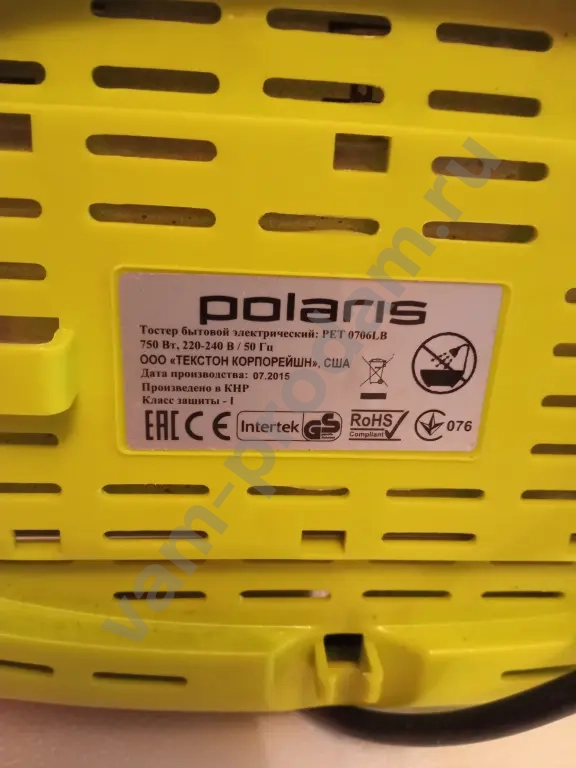 polaris
Тостер бытовой электрический: PET 0706LB
750 Вт, 220-240 В / 50 Гц
ООО «ТЕКСТОН КОРПОРЕЙШН», США
Дата производства: 07.2015
Произведено в КНР
Класс защиты - I
EAC CE Intertek GS RoHS Compliant 076
vam-prodam.ru